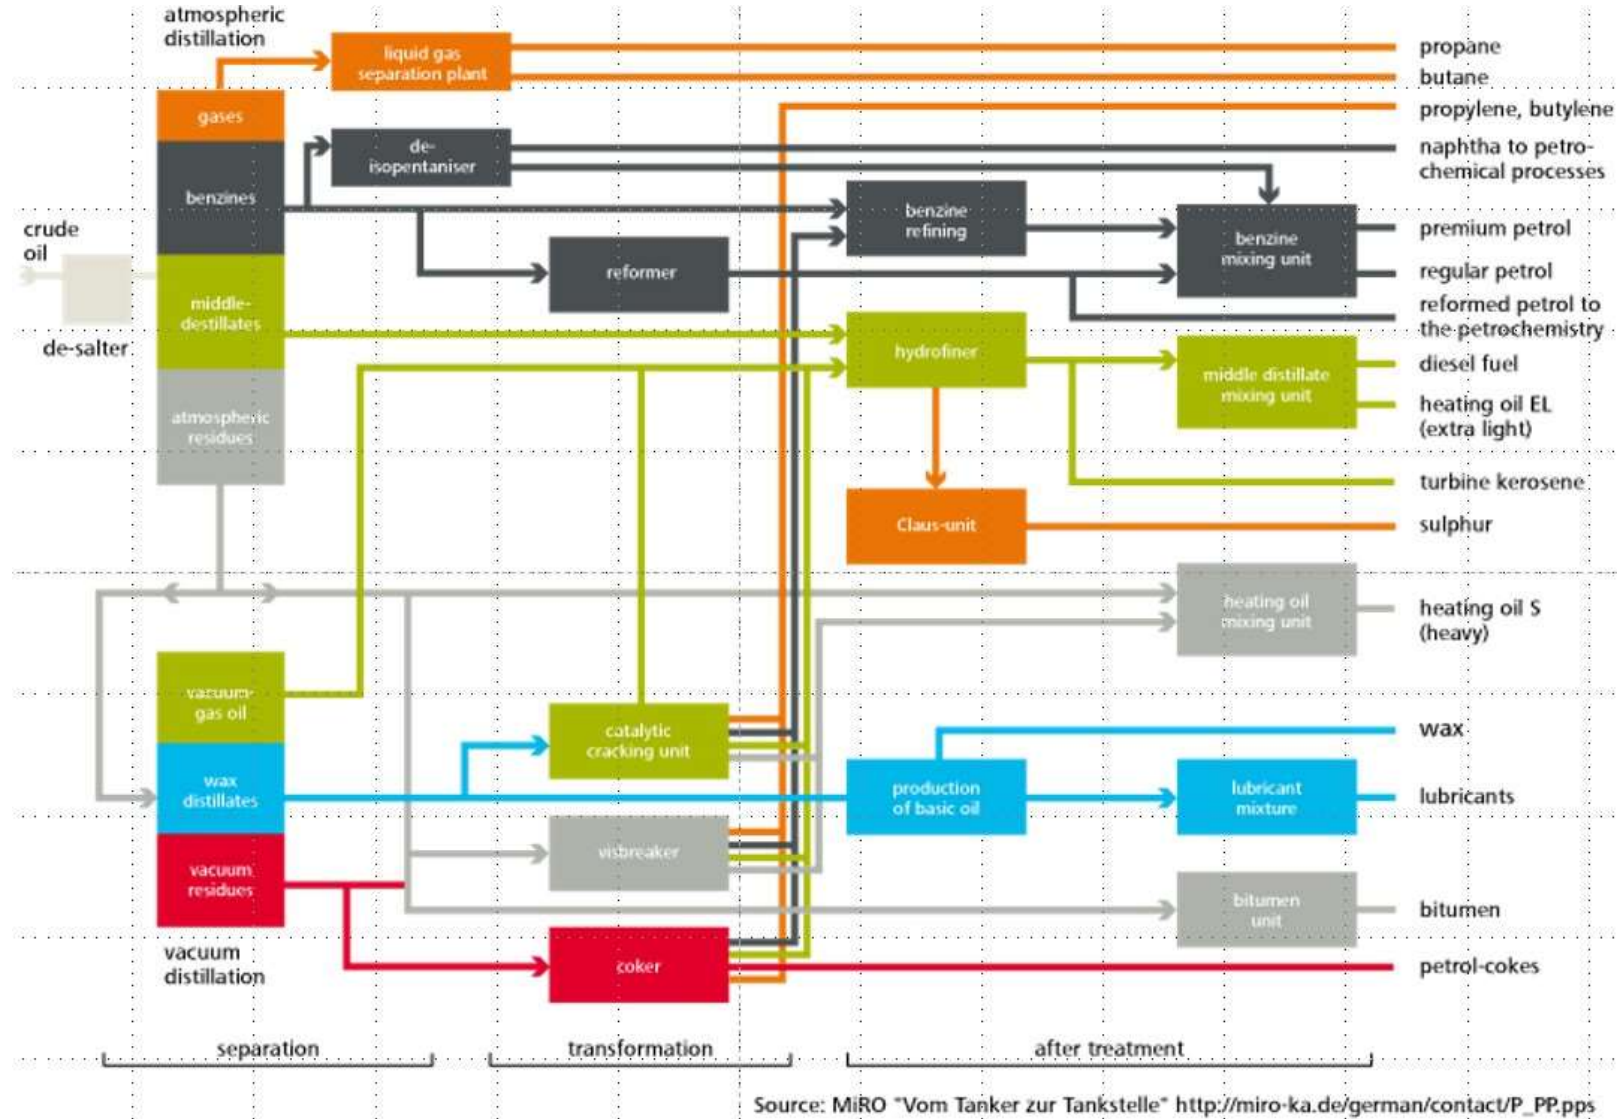 atmospheric
distillation
liquid gas
separation plant
propane
butane
gases
propylene, butylene
de-
isopentaniser
naphtha to petro-
chemical processes
benzines
benzine
refining
premium petrol
crude
oil
benzine
mixing unit
reformer
regular petrol
middle-
destillates
reformed petrol to
the petrochemistry
de-salter
hydrofiner
diesel fuel
middle distillate
mixing unit
heating oil EL
(extra light)
atmospheric
residues
turbine kerosene
Claus-unit
sulphur
heating oil
mixing unit
heating oil S
(heavy)
vacuum-
gas oil
catalytic
cracking unit
wax
wax
distillates
production
of basic oil
lubricant
mixture
lubricants
visbreaker
vacuum
residues
bitumen
unit
bitumen
vacuum
distillation
coker
petrol-cokes
separation
transformation
after treatment
Source: MiRO "Vom Tanker zur Tankstelle" http://miro-ka.de/german/contact/P_PP.pps